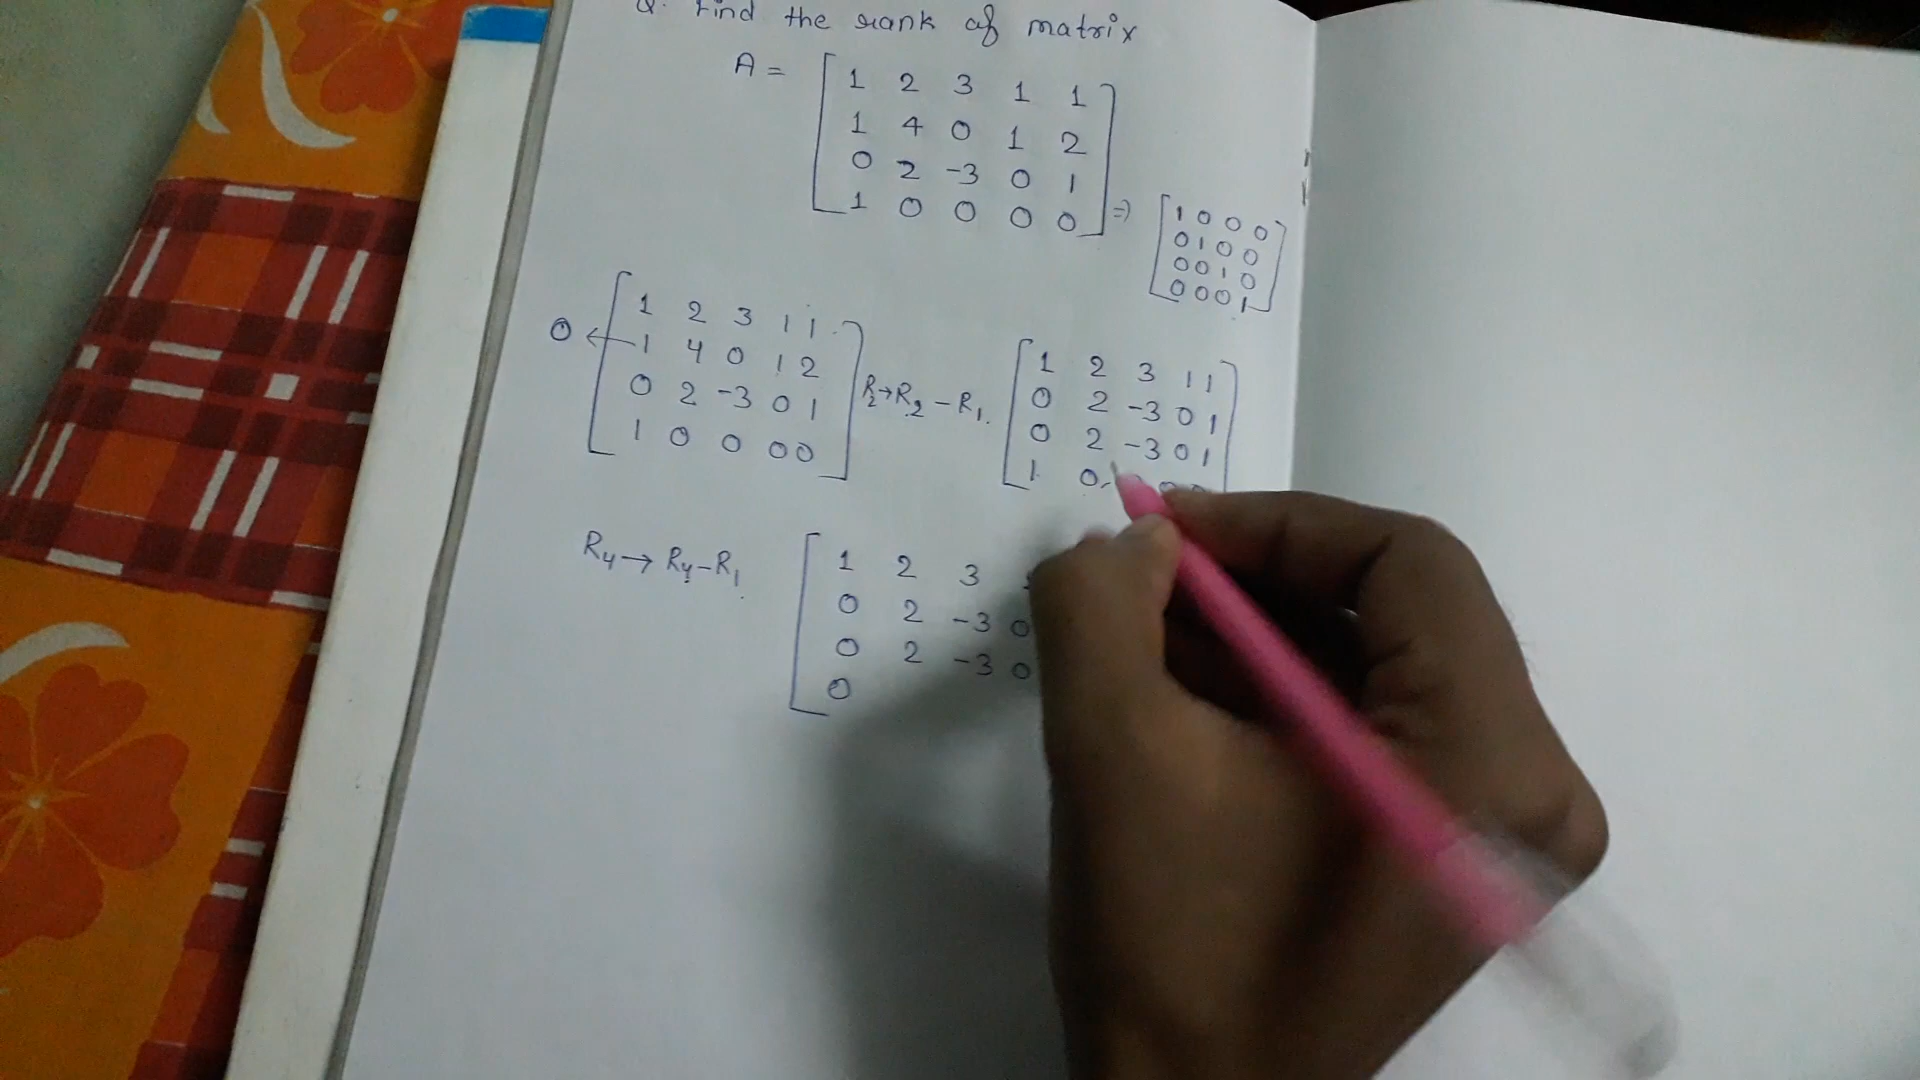 Q. Find the rank of matrix
A = [ 1 2 3 1 1
1 4 0 1 2
0 2 -3 0 1
1 0 0 0 0 ] ⇒
[ 1 0 0 0
0 1 0 0
0 0 1 0
0 0 0 1 ]
[ 1 2 3 1 1
0 ← 1 4 0 1 2
0 2 -3 0 1
1 0 0 0 0 ]
R2→R2-R1.
[ 1 2 3 1 1
0 2 -3 0 1
0 2 -3 0 1
1 0
R4→R4-R1
[ 1 2 3
0 2 -3 0
0 2 -3 0
0